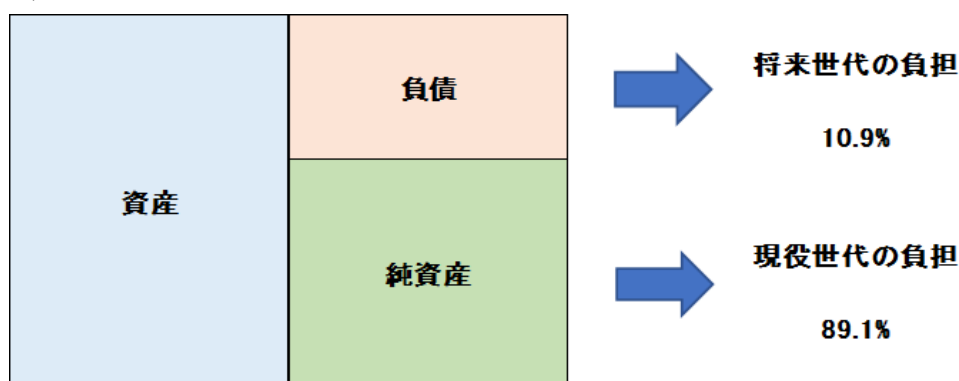 資産
負債
純資産
将来世代の負担
10.9%
現役世代の負担
89.1%